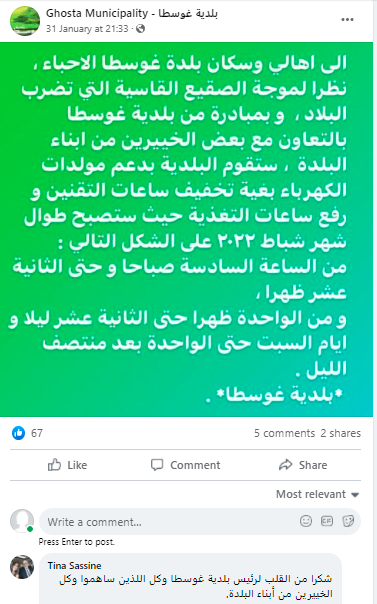 Ghosta Municipality - بلدية غوسطا
31 January at 21:33
الى اهالي وسكان بلدة غوسطا الاحباء ،
نظرا لموجة الصقيع القاسية التي تضرب
البلاد ، و بمبادرة من بلدية غوسطا
بالتعاون مع بعض الخييرين من ابناء
البلدة ، ستقوم البلدية بدعم مولدات
الكهرباء بغية تخفيف ساعات التقنين و
رفع ساعات التغذية حيث ستصبح طوال
شهر شباط ٢٠٢٢ على الشكل التالي :
من الساعة السادسة صباحا و حتى الثانية
عشر ظهرا ،
و من الواحدة ظهرا حتى الثانية عشر ليلا و
ايام السبت حتى الواحدة بعد منتصف
الليل .
*بلدية غوسطا* .
67 5 comments 2 shares
Like Comment Share
Most relevant
Write a comment...
GIF
Press Enter to post.
Tina Sassine
شكرا من القلب لرئيس بلدية غوسطا وكل اللذين ساهموا وكل
الخييرين من أبناء البلدة.